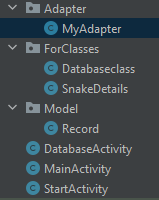 Adapter
MyAdapter
ForClasses
Databaseclass
SnakeDetails
Model
Record
DatabaseActivity
MainActivity
StartActivity